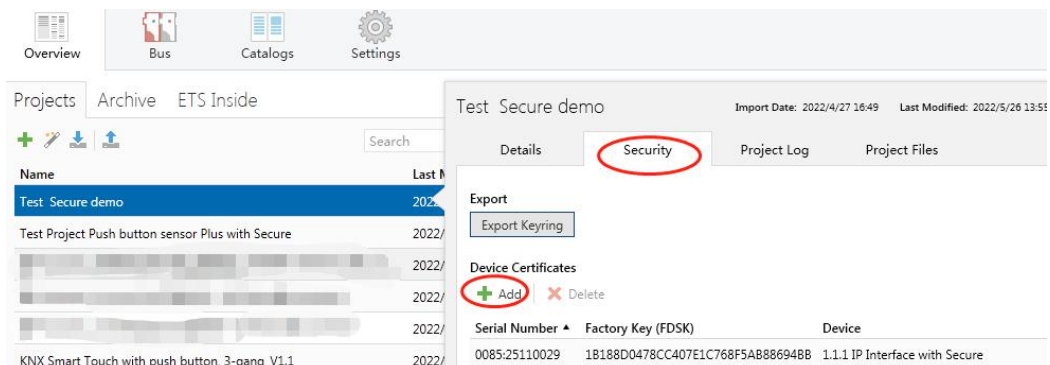 Overview Bus Catalogs Settings
Projects Archive ETS Inside
Search
Name Last M
Test Secure demo 202
Test Project Push button sensor Plus with Secure 2022/
2022/
2022/
2022/
KNX Smart Touch with push button, 3-gang V1.1 2022/
Test Secure demo Import Date: 2022/4/27 16:49 Last Modified: 2022/5/26 13:55
Details Security Project Log Project Files
Export
Export Keyring
Device Certificates
Add Delete
Serial Number Factory Key (FDSK) Device
0085:25110029 1B188D0478CC407E1C768F5AB88694BB 1.1.1 IP Interface with Secure